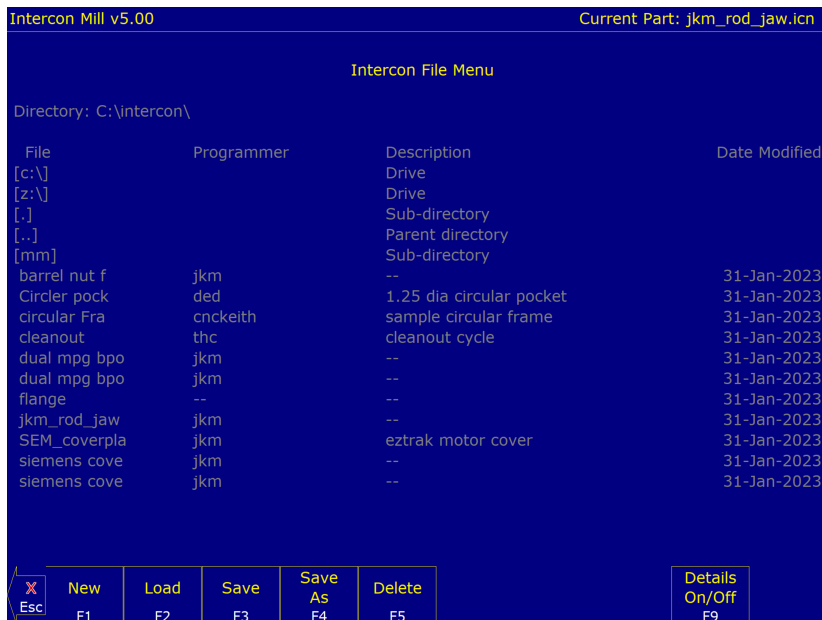 Intercon Mill v5.00 Current Part: jkm_rod_jaw.icn
Intercon File Menu
Directory: C:\intercon\
File Programmer Description Date Modified
[c:\] Drive
[z:\] Drive
[.] Sub-directory
[..] Parent directory
[mm] Sub-directory
barrel nut f jkm -- 31-Jan-2023
Circler pock ded 1.25 dia circular pocket 31-Jan-2023
circular Fra cnckeith sample circular frame 31-Jan-2023
cleanout thc cleanout cycle 31-Jan-2023
dual mpg bpo jkm -- 31-Jan-2023
dual mpg bpo jkm -- 31-Jan-2023
flange -- -- 31-Jan-2023
jkm_rod_jaw jkm -- 31-Jan-2023
SEM_coverpla jkm eztrak motor cover 31-Jan-2023
siemens cove jkm -- 31-Jan-2023
siemens cove jkm -- 31-Jan-2023
X New Load Save Save As Delete Details On/Off
Esc F1 F2 F3 F4 F5 F9